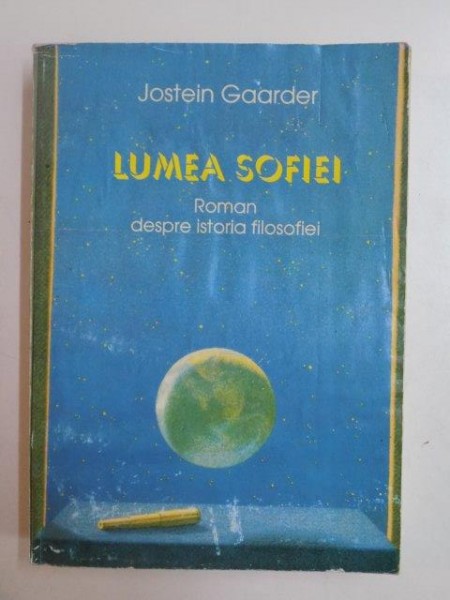 Jostein Gaarder
LUMEA SOFIEI
Roman
despre istoria filosofiei